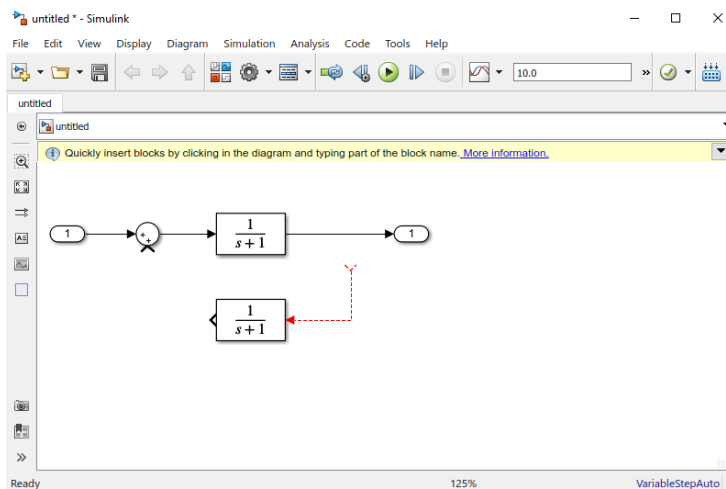 untitled * - Simulink
File Edit View Display Diagram Simulation Analysis Code Tools Help
10.0 »
untitled
untitled
Quickly insert blocks by clicking in the diagram and typing part of the block name. More information.
1 + + 1 1
s + 1
1
s + 1
Ready 125% VariableStepAuto